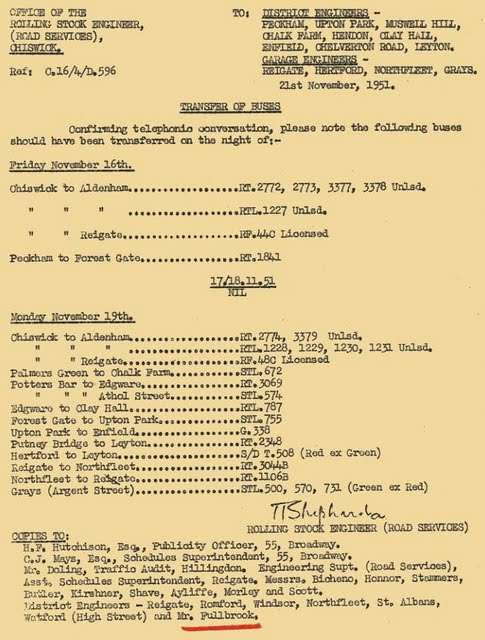 OFFICE OF THE
ROLLING STOCK ENGINEER,
(ROAD SERVICES),
CHISWICK.
Ref: C.16/4/D.596
TO: DISTRICT ENGINEERS -
PECKHAM, UPTON PARK, MUSWELL HILL,
CHALK FARM, HENDON, CLAY HALL,
ENFIELD, CHELVERTON ROAD, LEYTON.
GARAGE ENGINEERS -
REIGATE, HERTFORD, NORTHFLEET, GRAYS.
21st November, 1951.
TRANSFER OF BUSES
Confirming telephonic conversation, please note the following buses
should have been transferred on the night of:-
Friday November 16th.
Chiswick to Aldenham..................RT.2772, 2773, 3377, 3378 Unlsd.
" " " ..................RTL.1227 Unlsd.
" " Reigate..................RF.44C Licensed
Peckham to Forest Gate..................RT.1841
17/18.11.51
NIL
Monday November 19th.
Chiswick to Aldenham..................RT.2774, 3379 Unlsd.
" " " ..................RTL.1228, 1229, 1230, 1231 Unlsd.
" " Reigate..................RF.48C Licensed
Palmers Green to Chalk Farm..................STL.672
Potters Bar to Edgware..................RT.3069
" " " Athol Street..................STL.574
Edgware to Clay Hall..................RTL.787
Forest Gate to Upton Park..................STL.755
Upton Park to Enfield..................G.338
Putney Bridge to Leyton..................RT.2348
Hertford to Leyton..................S/D T.508 (Red ex Green)
Reigate to Northfleet..................RT.3044B
Northfleet to Reigate..................RT.1106B
Grays (Argent Street)..................STL.500, 570, 731 (Green ex Red)
ROLLING STOCK ENGINEER (ROAD SERVICES)
COPIES TO:
H.F. Hutchison, Esq., Publicity Officer, 55, Broadway.
C.J. Mays, Esq., Schedules Superintendent, 55, Broadway.
Mr. Doling, Traffic Audit, Hillingdon. Engineering Supt. (Road Services),
Asst. Schedules Superintendent, Reigate. Messrs. Bicheno, Honnor, Stammers,
Butler, Kirshner, Shave, Ayliffe, Morley and Scott.
District Engineers - Reigate, Romford, Windsor, Northfleet, St. Albans,
Watford (High Street) and Mr. Fullbrook.